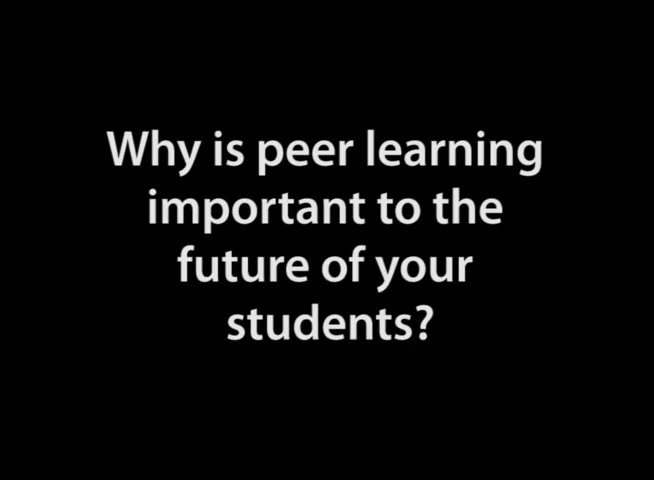 Why is peer learning
important to the
future of your
students?